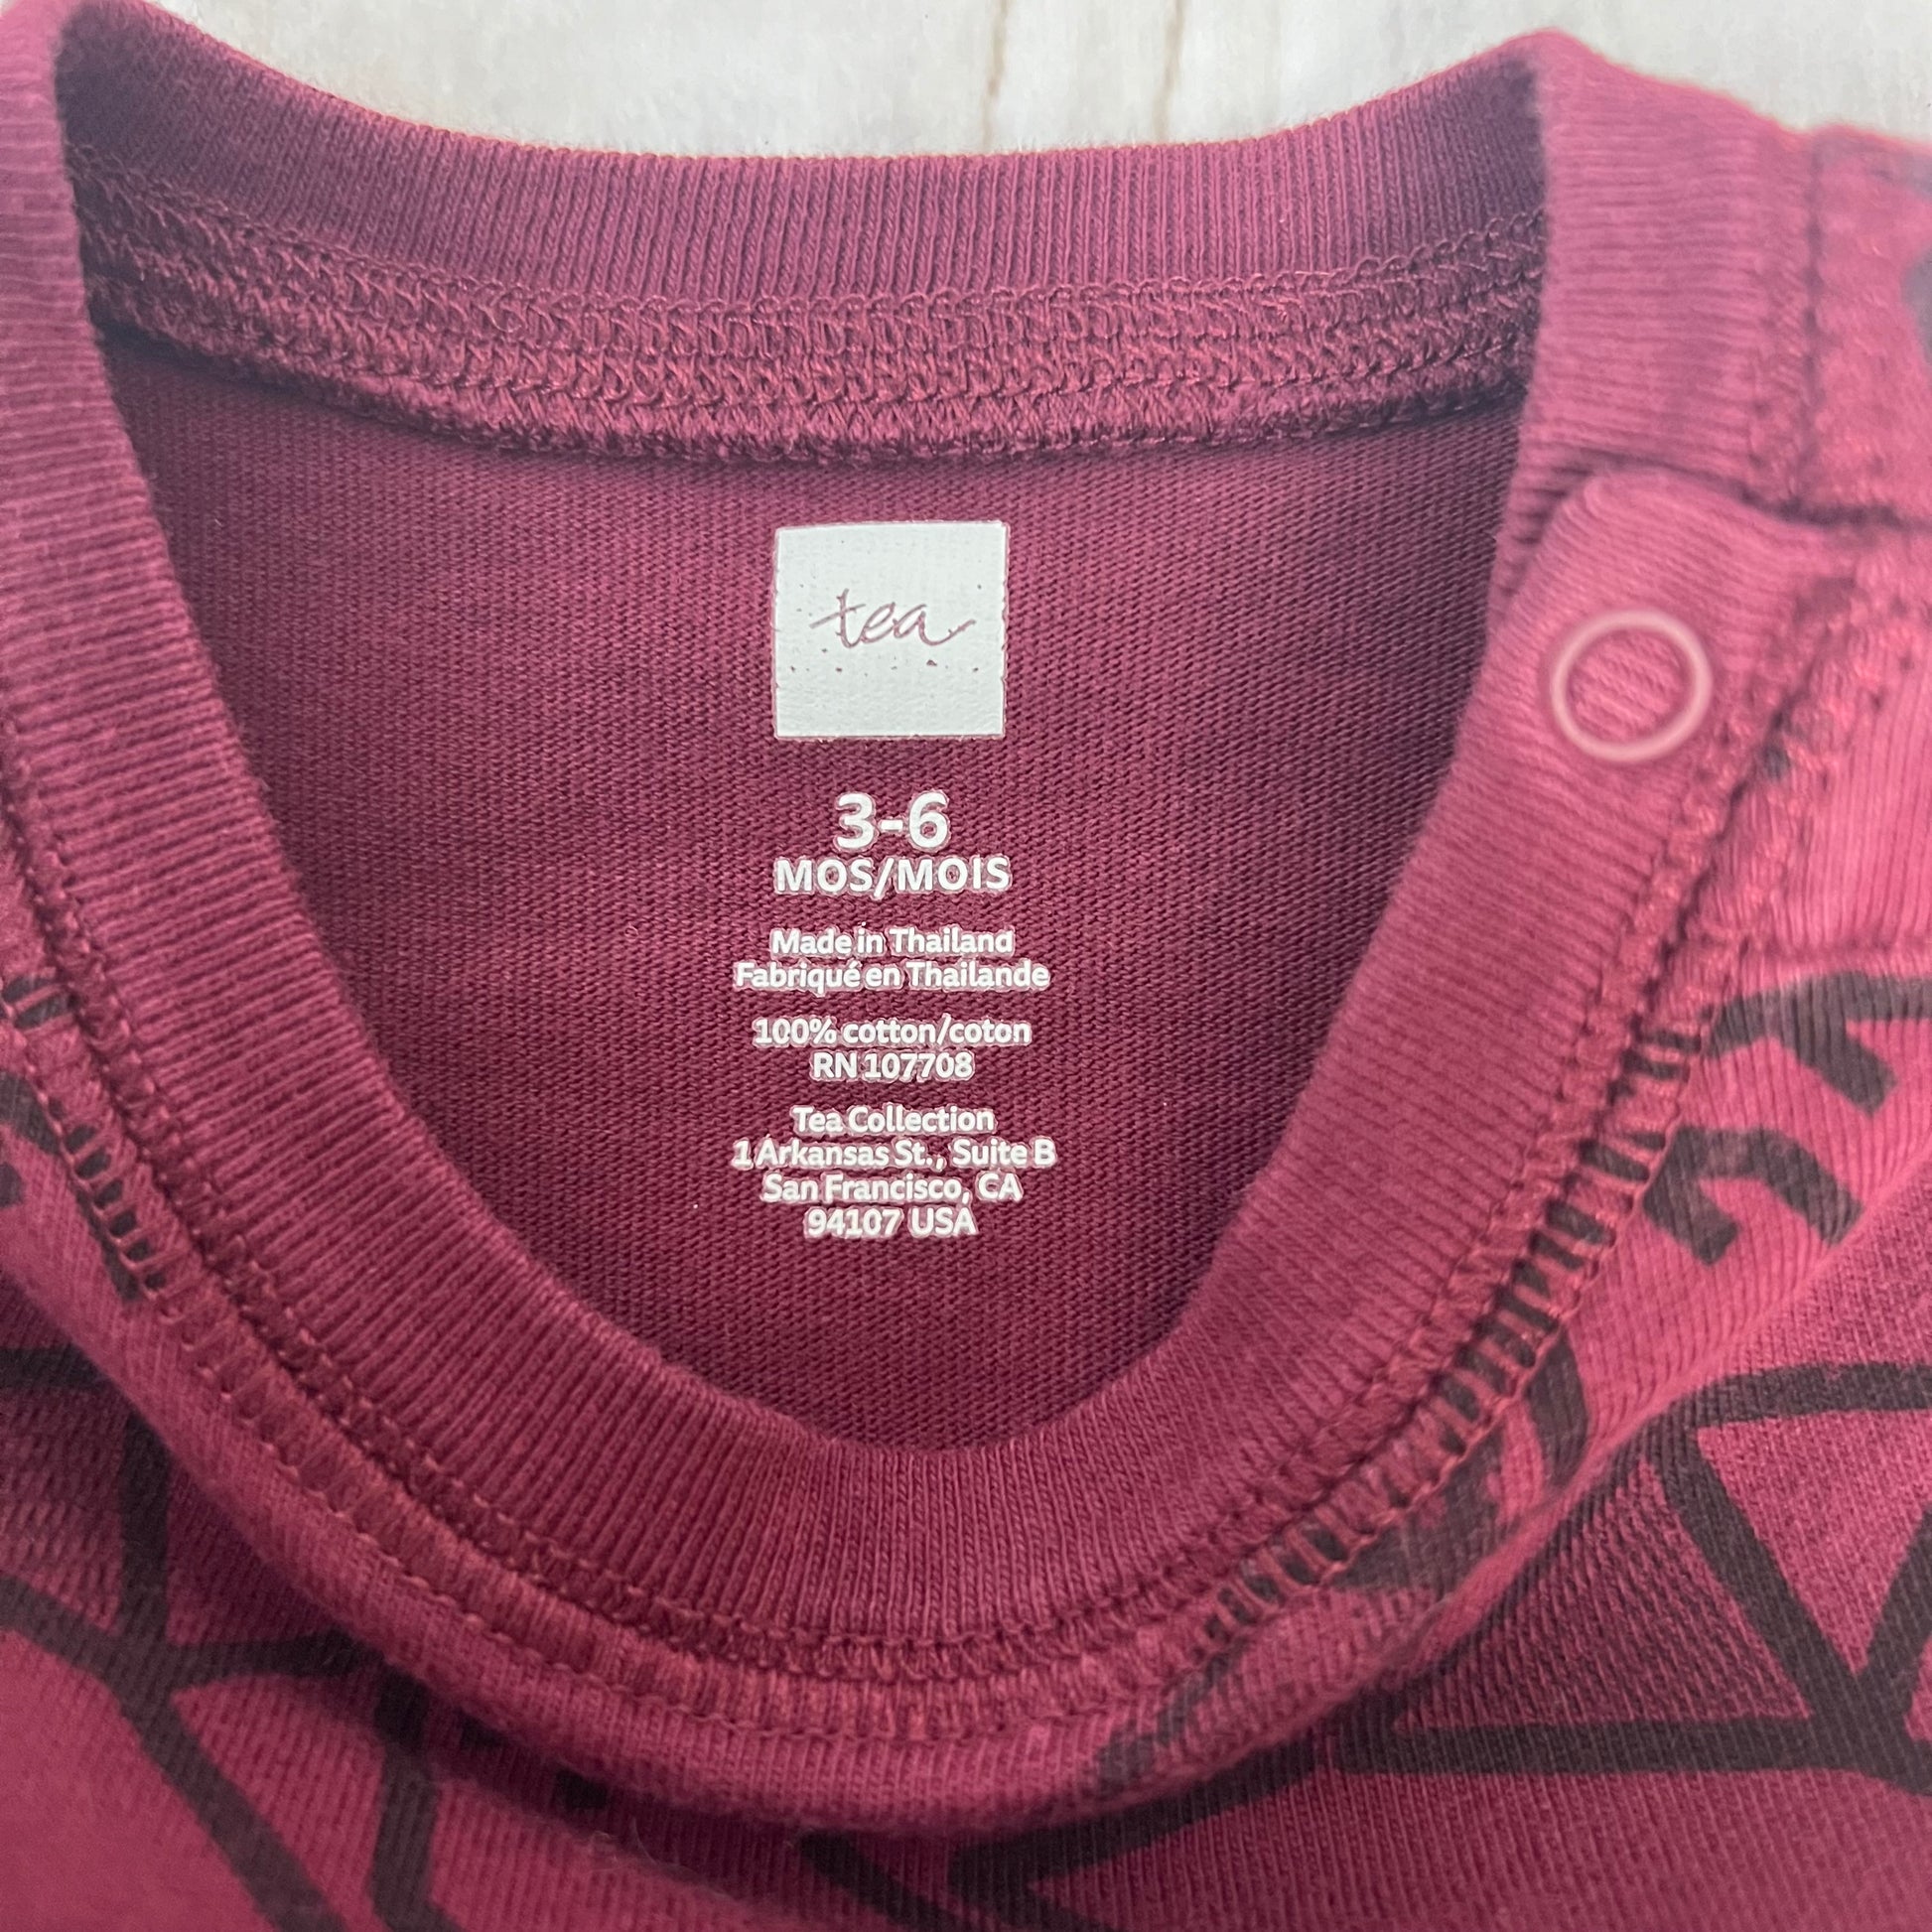 tea
3-6
MOS/MOIS
Made in Thailand
Fabriqué en Thailande
100% cotton/coton
RN 107708
Tea Collection
1 Arkansas St., Suite B
San Francisco, CA
94107 USA